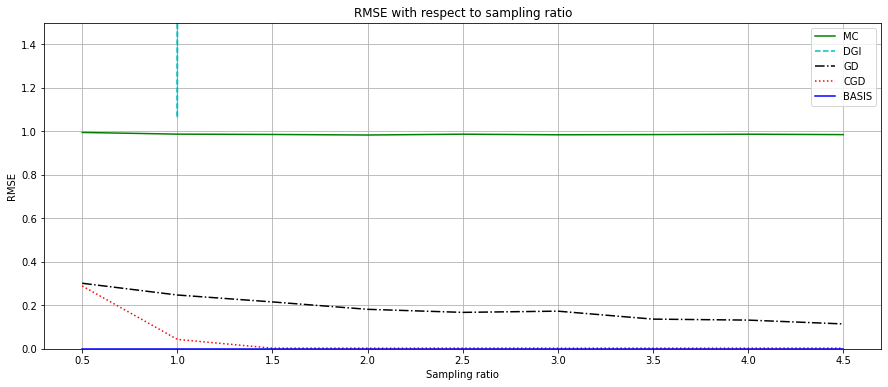 RMSE with respect to sampling ratio
MC
DGI
GD
CGD
BASIS
RMSE
1.4
1.2
1.0
0.8
0.6
0.4
0.2
0.0
0.5 1.0 1.5 2.0 2.5 3.0 3.5 4.0 4.5
Sampling ratio